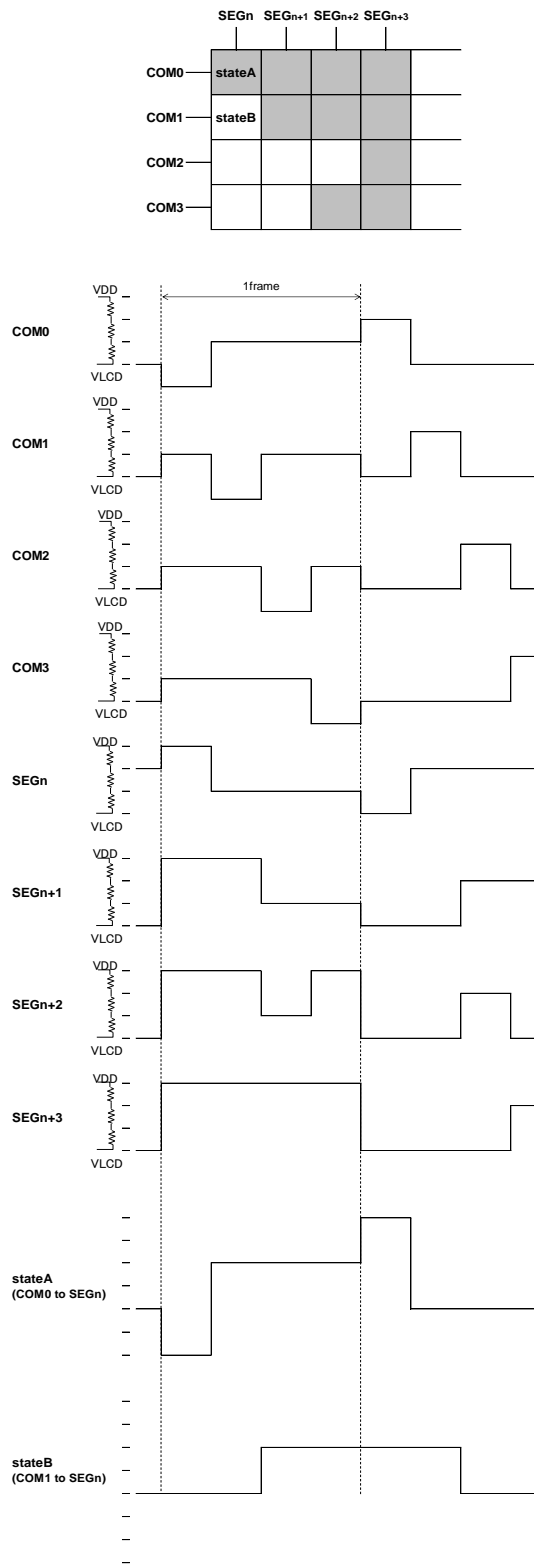 SEGn SEGn+1 SEGn+2 SEGn+3
COM0 stateA
COM1 stateB
COM2
COM3
VDD
1frame
COM0
VLCD
VDD
COM1
VLCD
VDD
COM2
VLCD
VDD
COM3
VLCD
VDD
SEGn
VLCD
VDD
SEGn+1
VLCD
VDD
SEGn+2
VLCD
VDD
SEGn+3
VLCD
stateA
(COM0 to SEGn)
stateB
(COM1 to SEGn)